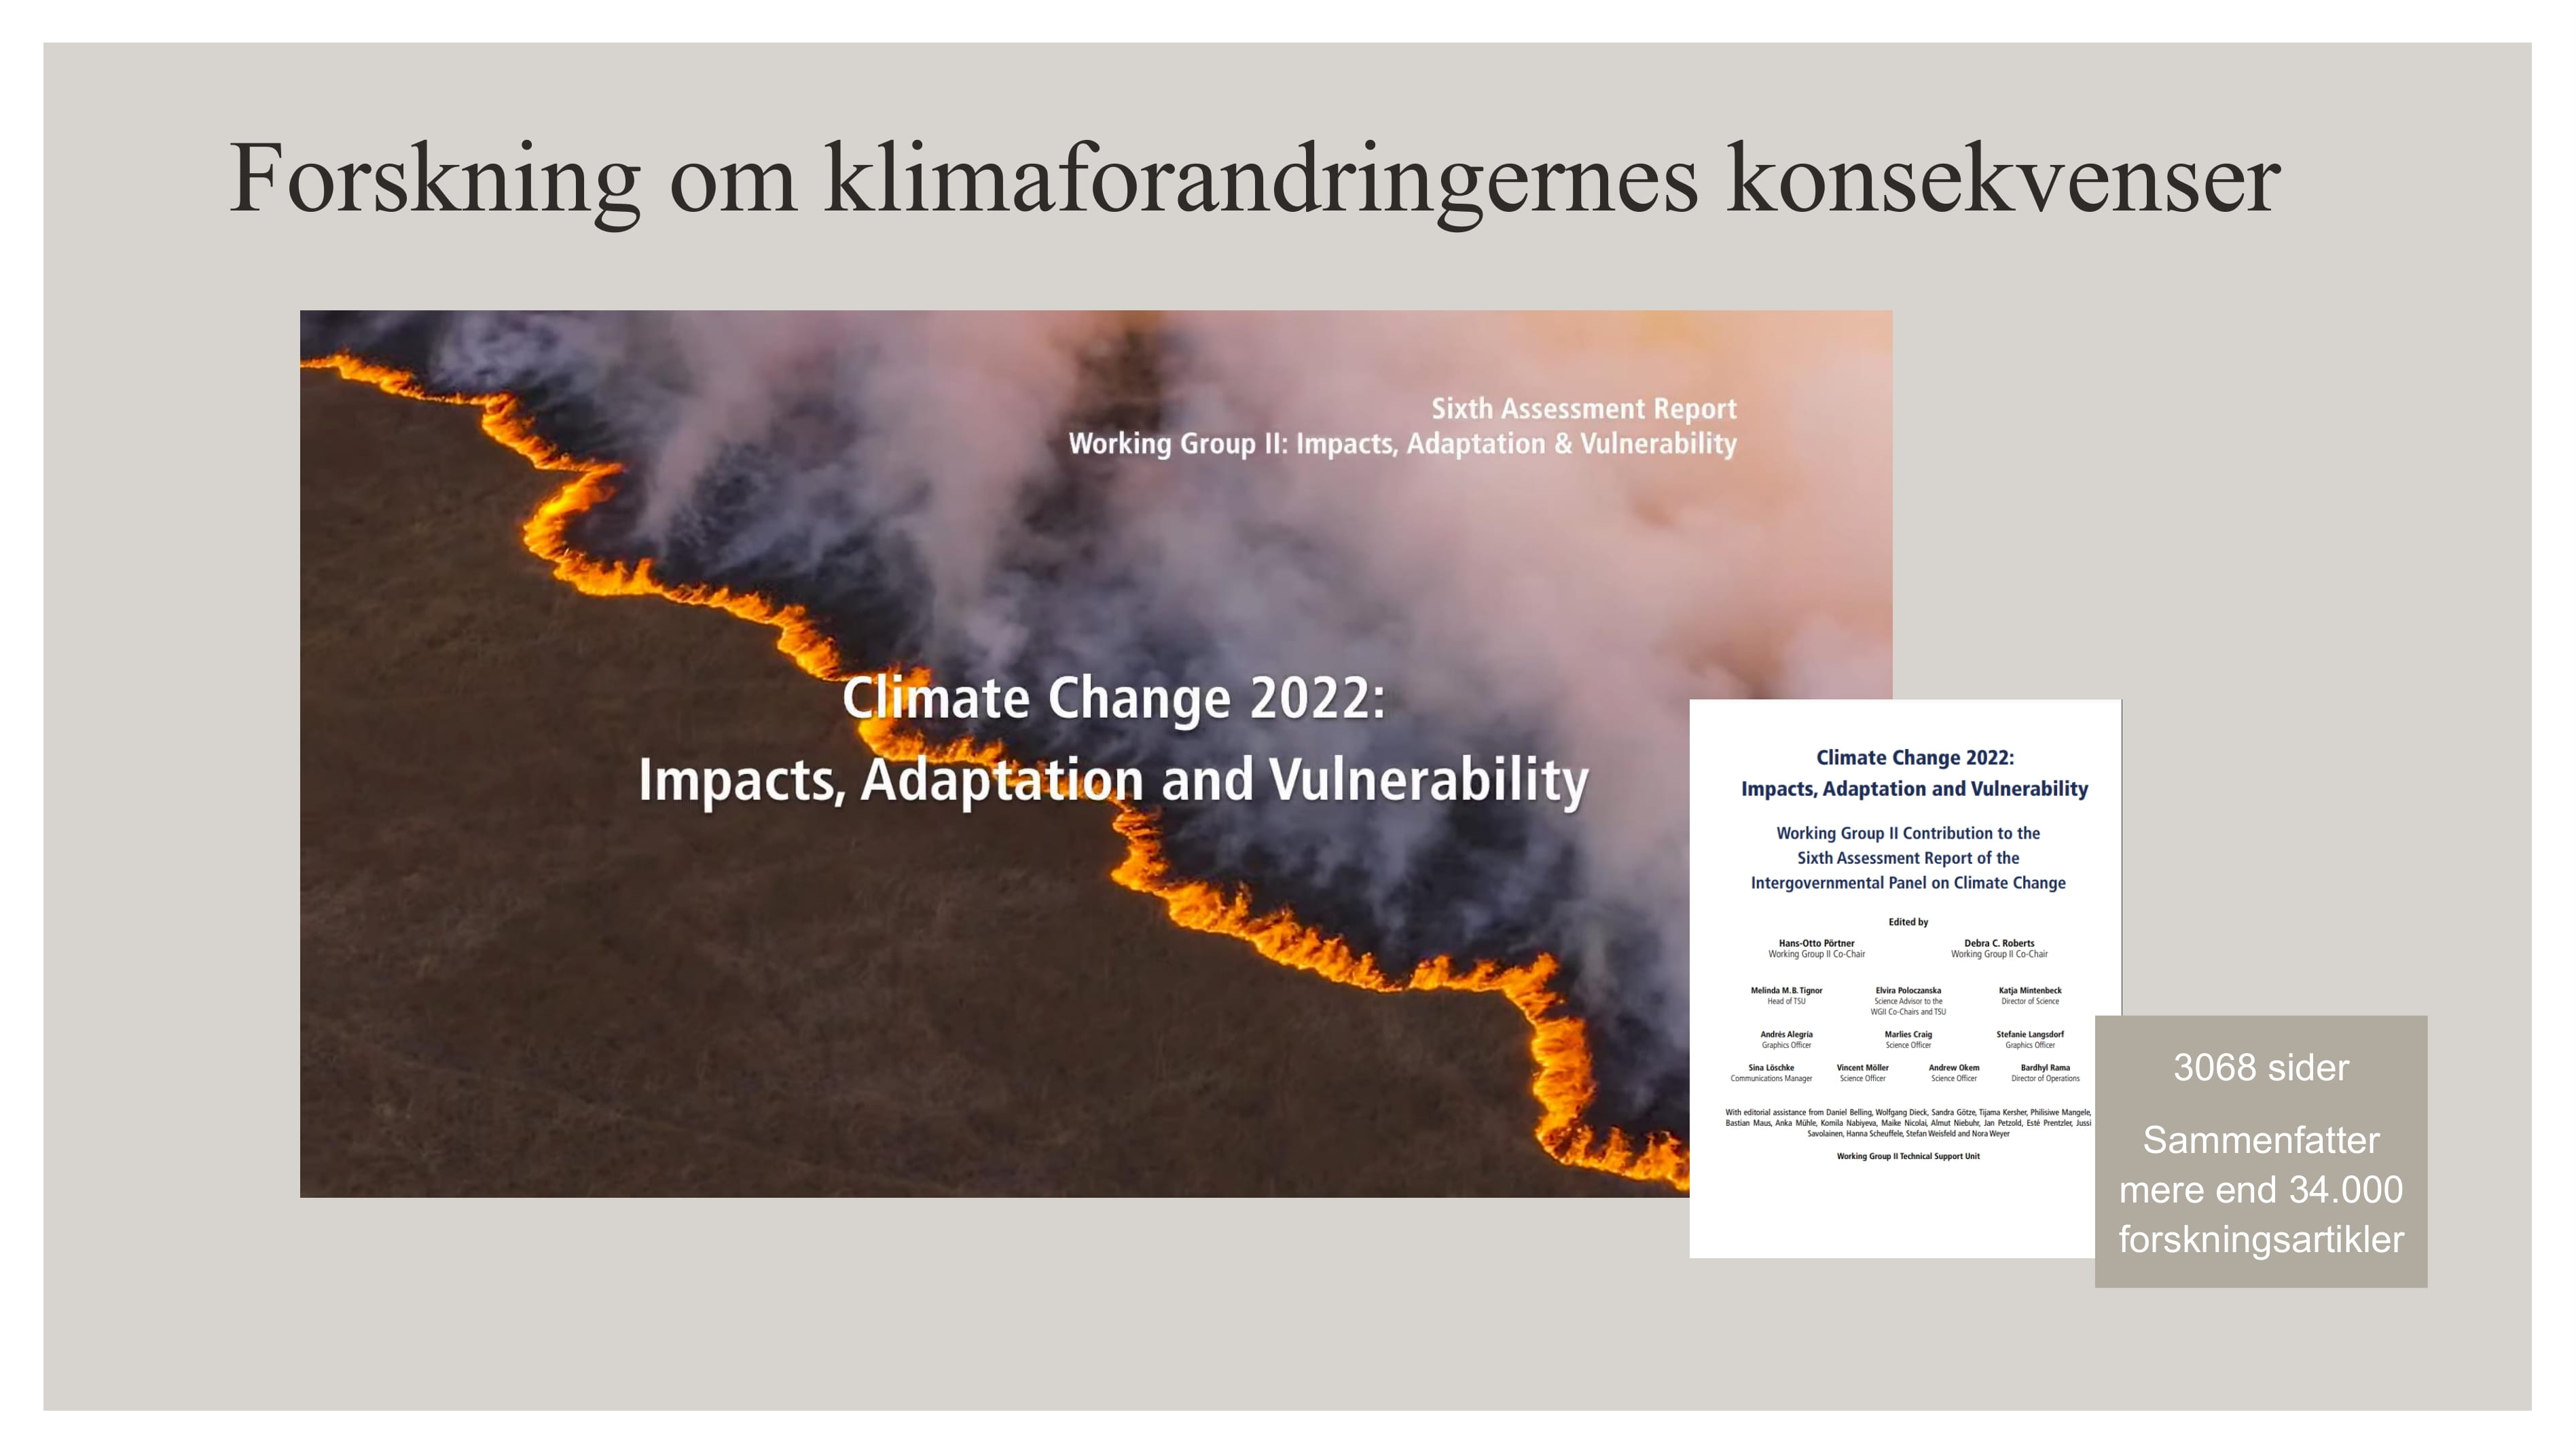 Forskning om klimaforandringernes konsekvenser
Sixth Assessment Report
Working Group II: Impacts, Adaptation & Vulnerability
Climate Change 2022:
Impacts, Adaptation and Vulnerability
Climate Change 2022:
Impacts, Adaptation and Vulnerability
Working Group II Contribution to the
Sixth Assessment Report of the
Intergovernmental Panel on Climate Change
Edited by
Hans-Otto Pörtner Debra C. Roberts
Working Group II Co-Chair Working Group II Co-Chair
Melinda M. B. Tignor Elvira Poloczanska Katja Mintenbeck
Head of TSU Science Advisor to the Director of Science
WGII Co-Chairs and TSU
Andrés Alegría Marlies Craig Stefanie Langsdorf
Graphics Officer Science Officer Graphics Officer
Sina Löschke Vincent Möller Andrew Okem Bardhyl Rama
Communications Manager Science Officer Science Officer Director of Operations
With editorial assistance from Daniel Belling, Wolfgang Dieck, Sandra Götze, Tijama Kersher, Philisiwe Mangele,
Bastian Maus, Anka Mühle, Komila Nabiyeva, Maike Nicolai, Almut Niebuhr, Jan Petzold, Esté Prentzler, Jussi
Savolainen, Hanna Scheuffele, Stefan Weisfeld and Nora Weyer
Working Group II Technical Support Unit
3068 sider
Sammenfatter
mere end 34.000
forskningsartikler